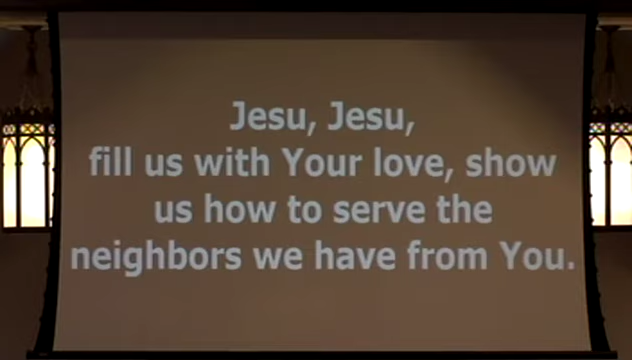 Jesu, Jesu,
fill us with Your love, show
us how to serve the
neighbors we have from You.